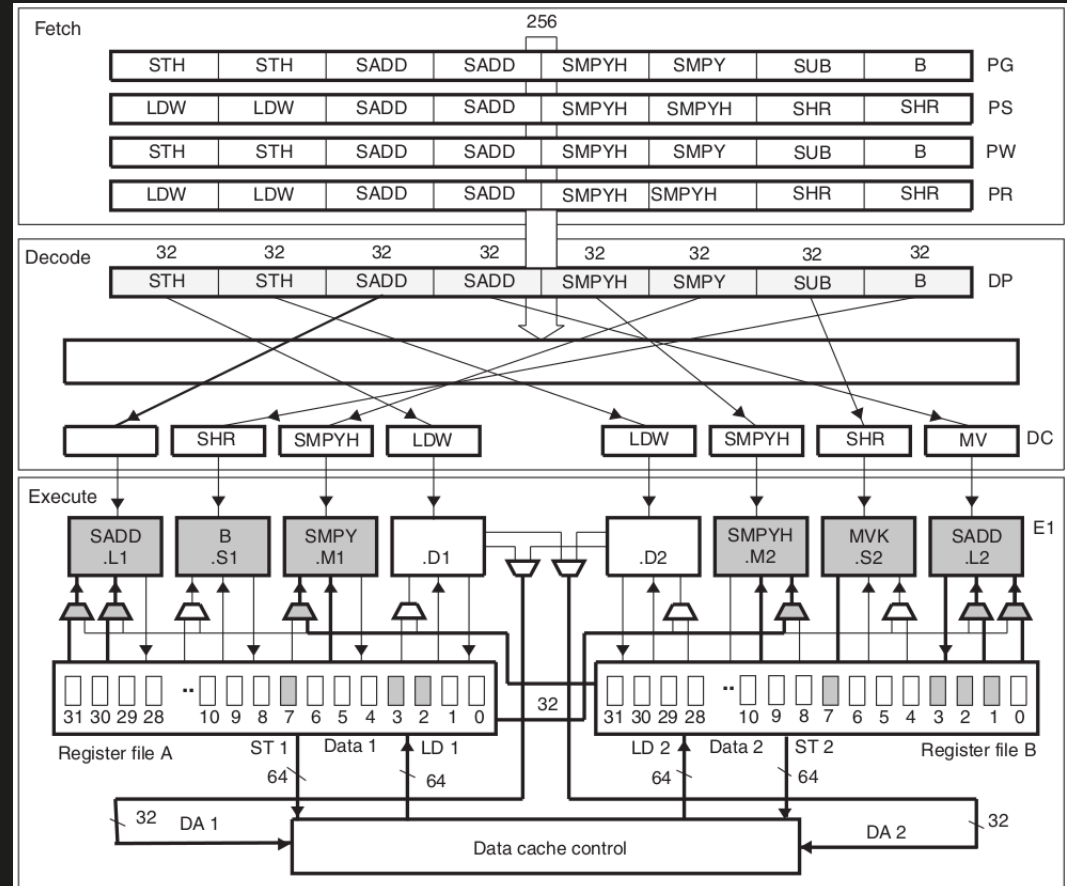 Fetch
256
STH STH SADD SADD SMPYH SMPY SUB B PG
LDW LDW SADD SADD SMPYH SMPYH SHR SHR PS
STH STH SADD SADD SMPYH SMPY SUB B PW
LDW LDW SADD SADD SMPYH SMPYH SHR SHR PR
Decode
32 32 32 32 32 32 32 32
STH STH SADD SADD SMPYH SMPY SUB B DP
SHR SMPYH LDW LDW SMPYH SHR MV DC
Execute
SADD B SMPY SMPYH MVK SADD E1
.L1 .S1 .M1 .D1 .D2 .M2 .S2 .L2
31 30 29 28 .. 10 9 8 7 6 5 4 3 2 1 0
32
31 30 29 28 .. 10 9 8 7 6 5 4 3 2 1 0
Register file A ST 1 Data 1 LD 1 LD 2 Data 2 ST 2 Register file B
64 64 64 64
32 DA 1 DA 2 32
Data cache control